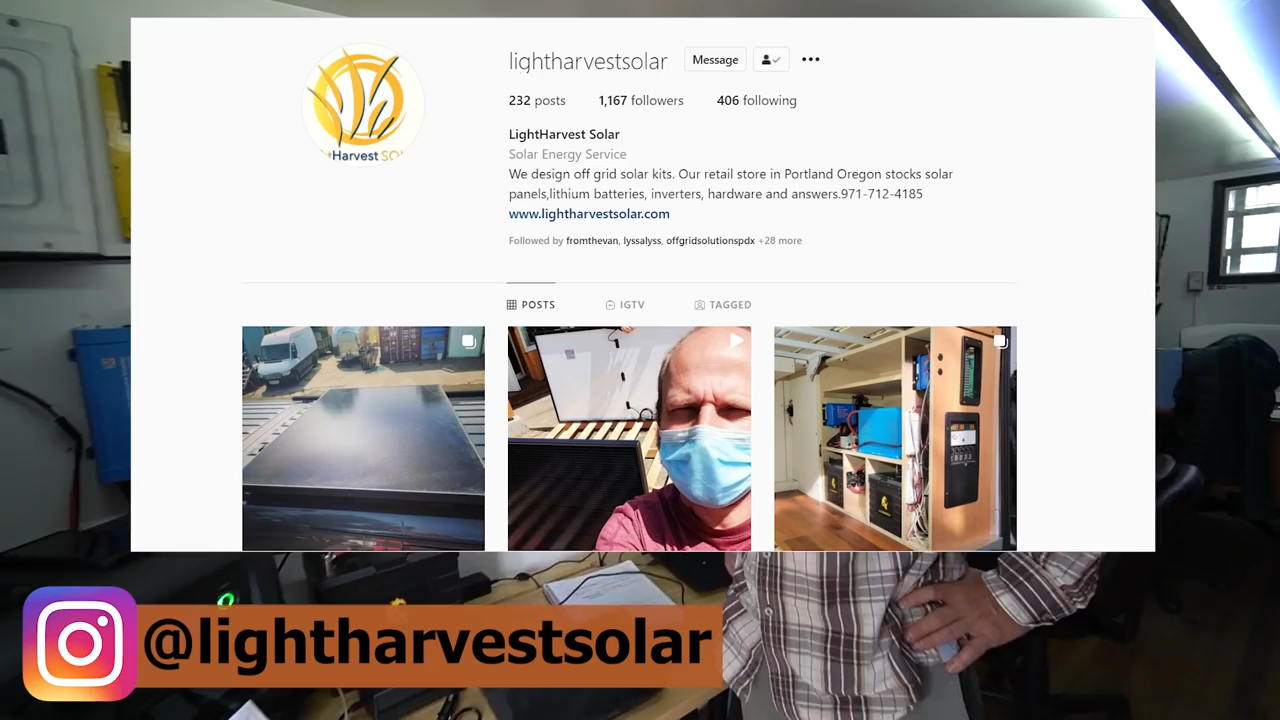 lightharvestsolar Message
232 posts 1,167 followers 406 following
Harvest SO
LightHarvest Solar
Solar Energy Service
We design off grid solar kits. Our retail store in Portland Oregon stocks solar
panels,lithium batteries, inverters, hardware and answers.971-712-4185
www.lightharvestsolar.com
Followed by fromthevan, lyssalyss, offgridsolutionspdx +28 more
POSTS IGTV TAGGED
@lightharvestsolar